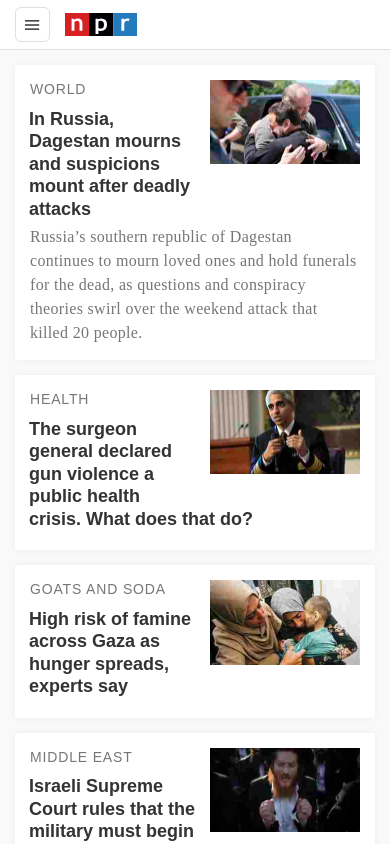 npr
WORLD
In Russia,
Dagestan mourns
and suspicions
mount after deadly
attacks
Russia’s southern republic of Dagestan
continues to mourn loved ones and hold funerals
for the dead, as questions and conspiracy
theories swirl over the weekend attack that
killed 20 people.
HEALTH
The surgeon
general declared
gun violence a
public health
crisis. What does that do?
GOATS AND SODA
High risk of famine
across Gaza as
hunger spreads,
experts say
MIDDLE EAST
Israeli Supreme
Court rules that the
military must begin